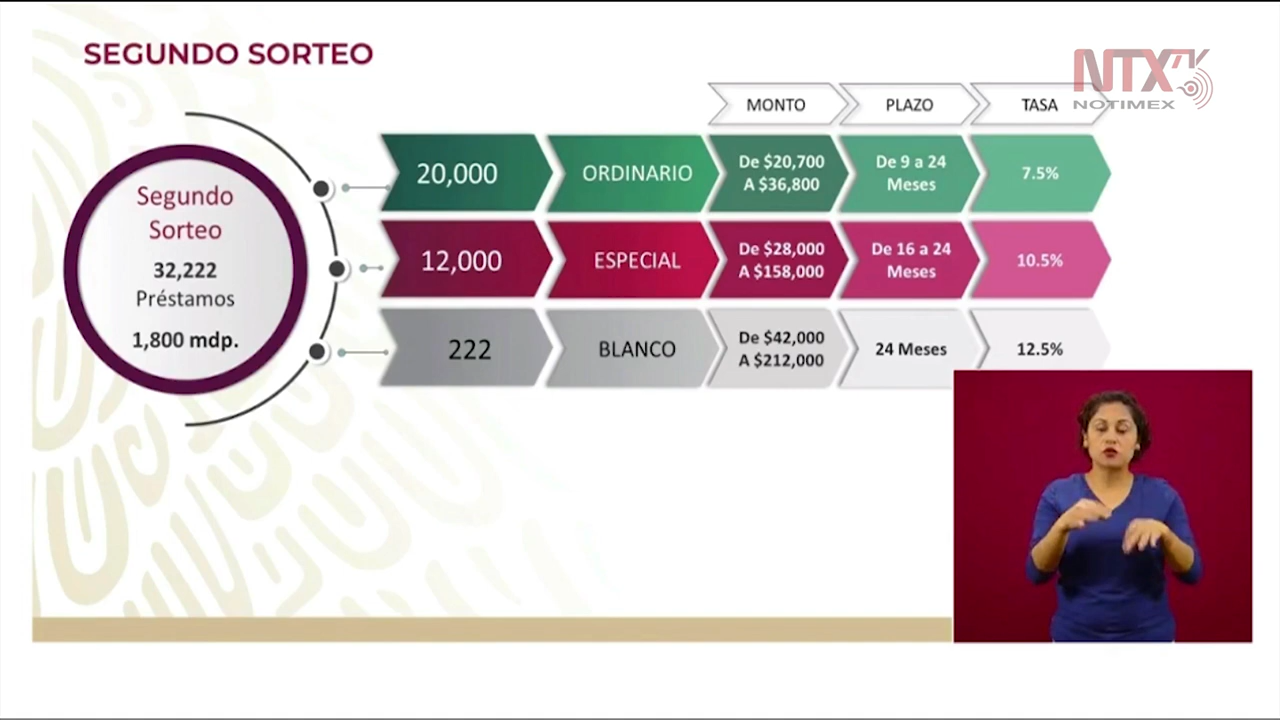 SEGUNDO SORTEO
NTX
NOTIMEX
MONTO
PLAZO
TASA
Segundo
Sorteo
32,222
Préstamos
1,800 mdp.
20,000
ORDINARIO
De $20,700
A $36,800
De 9 a 24
Meses
7.5%
12,000
ESPECIAL
De $28,000
A $158,000
De 16 a 24
Meses
10.5%
222
BLANCO
De $42,000
A $212,000
24 Meses
12.5%